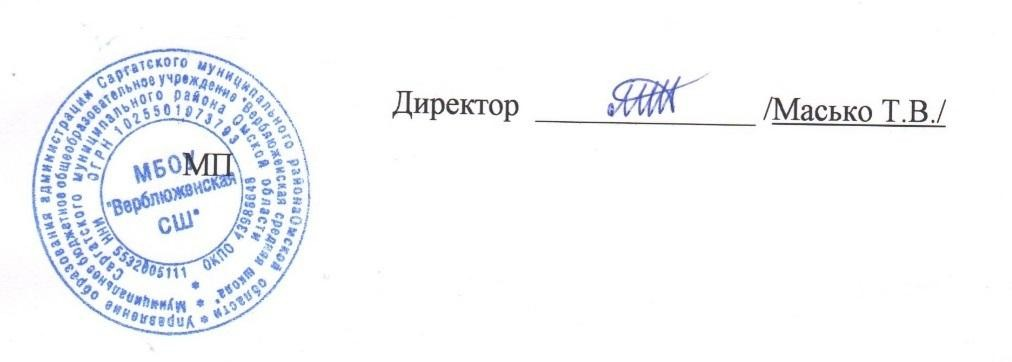 Директор /Масько Т.В./
МП
Управление образования администрации Саргатского муниципального района Омской области *
Муниципальное бюджетное общеобразовательное учреждение "Верблюженская средняя школа" *
Саргатского муниципального района Омской области *
ОГРН 1025501973793
ИНН 5532005111 ОКПО 43986648
МБОУ
"Верблюженская
СШ"